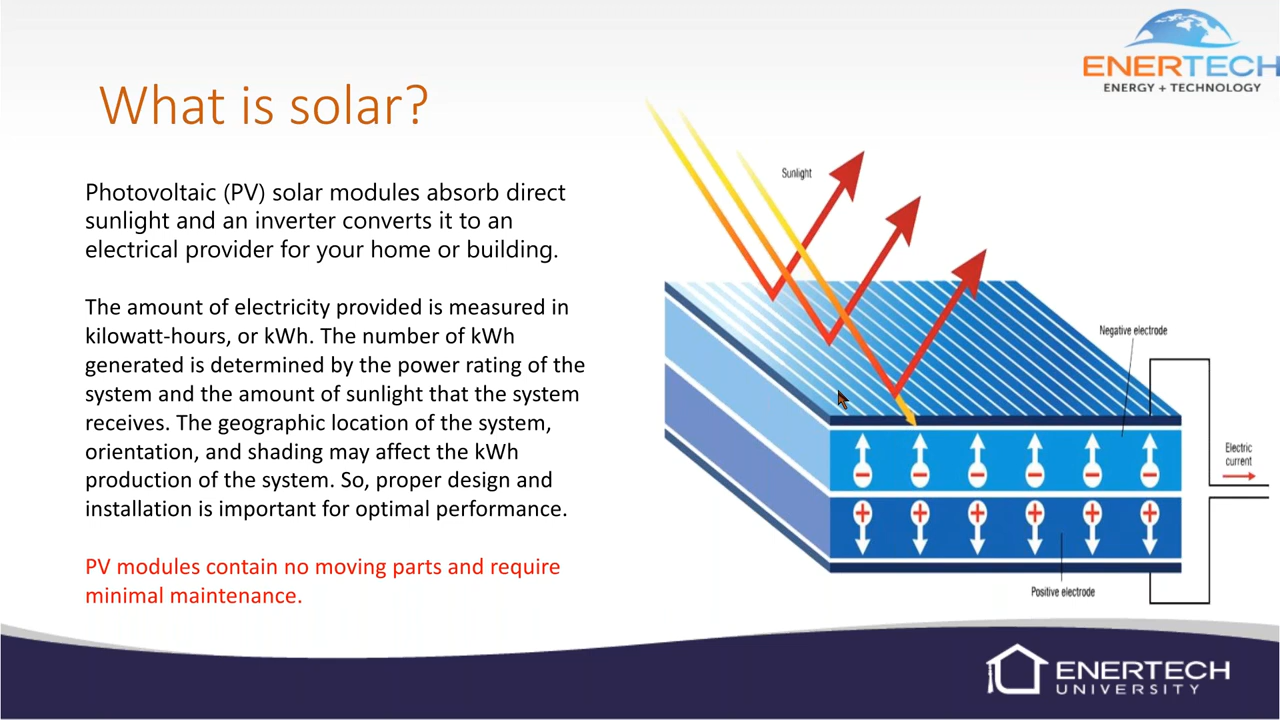 ENERTECH
ENERGY + TECHNOLOGY
What is solar?
Photovoltaic (PV) solar modules absorb direct
sunlight and an inverter converts it to an
electrical provider for your home or building.
The amount of electricity provided is measured in
kilowatt-hours, or kWh. The number of kWh
generated is determined by the power rating of the
system and the amount of sunlight that the system
receives. The geographic location of the system,
orientation, and shading may affect the kWh
production of the system. So, proper design and
installation is important for optimal performance.
PV modules contain no moving parts and require
minimal maintenance.
Sunlight
Negative electrode
Electric
current
Positive electrode
ENERTECH
UNIVERSITY